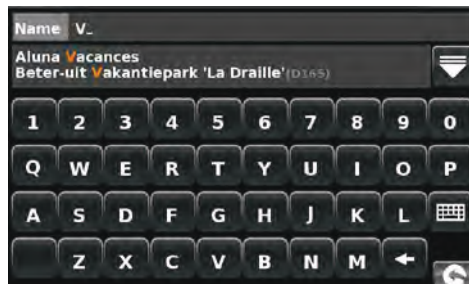 Name V_
Aluna Vacances
Beter-uit Vakantiepark 'La Draille'(D165)
1 2 3 4 5 6 7 8 9 0
Q W E R T Y U I O P
A S D F G H J K L
Z X C V B N M